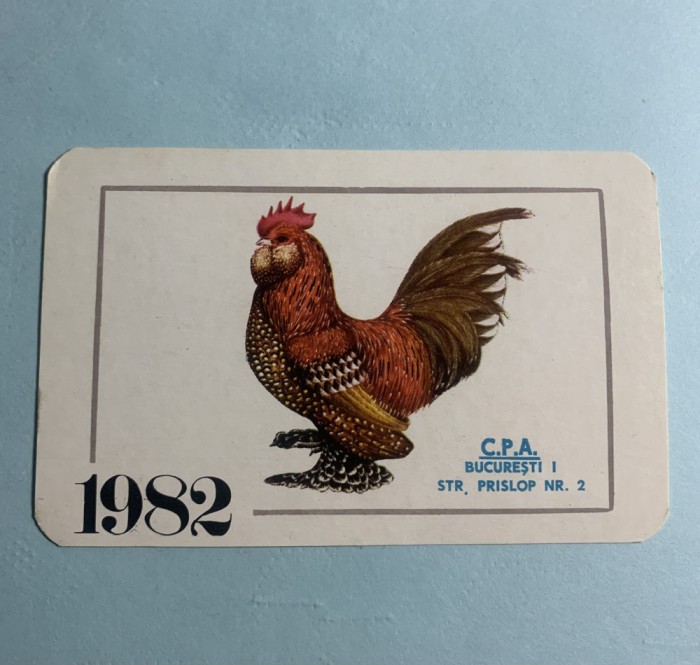 1982
C.P.A.
BUCUREȘTI I
STR. PRISLOP NR. 2